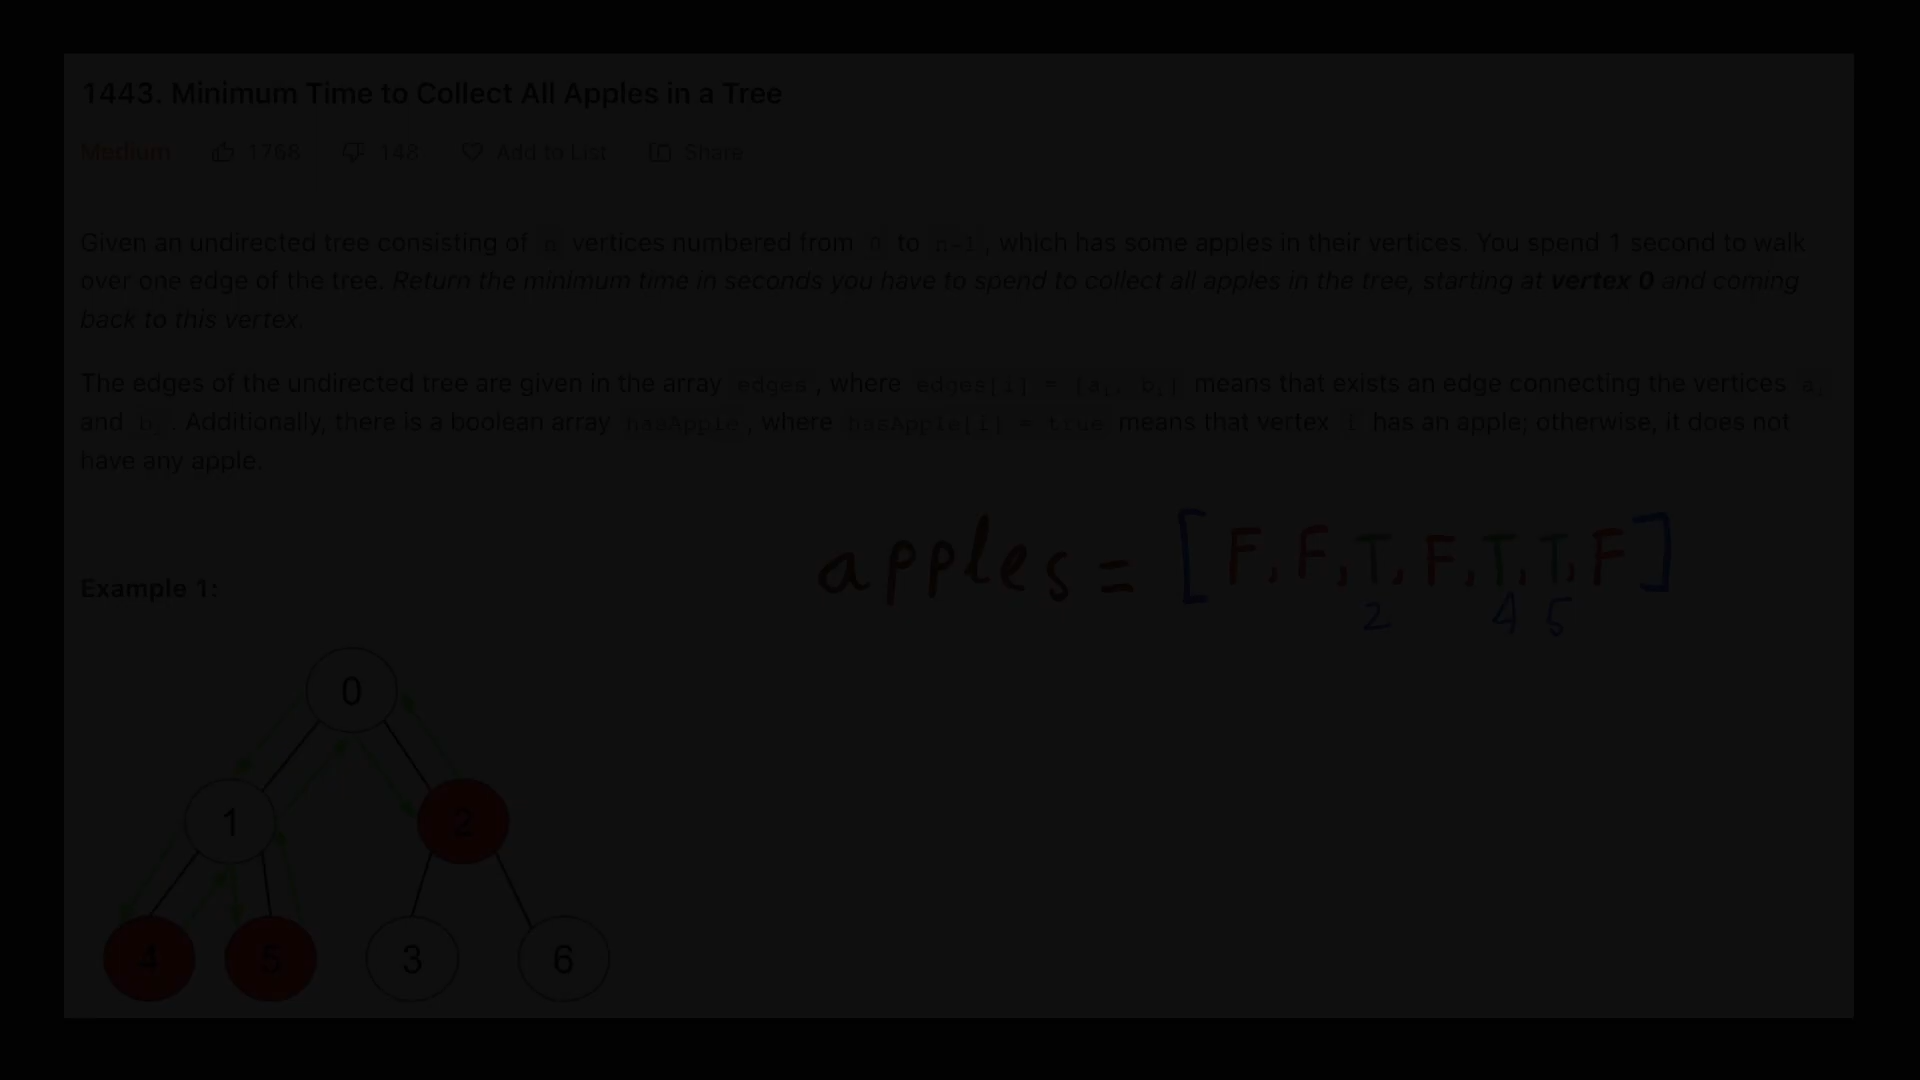 1443. Minimum Time to Collect All Apples in a Tree
Medium 1768 148 Add to List Share
Given an undirected tree consisting of n vertices numbered from 0 to n-1, which has some apples in their vertices. You spend 1 second to walk
over one edge of the tree. Return the minimum time in seconds you have to spend to collect all apples in the tree, starting at vertex 0 and coming
back to this vertex.
The edges of the undirected tree are given in the array edges, where edges[i] = [ai, bi] means that exists an edge connecting the vertices ai
and bi. Additionally, there is a boolean array hasApple, where hasApple[i] = true means that vertex i has an apple; otherwise, it does not
have any apple.
apples = [F, F, T, F, T, T, F]
2 4 5
Example 1:
0
1 2
4 5 3 6